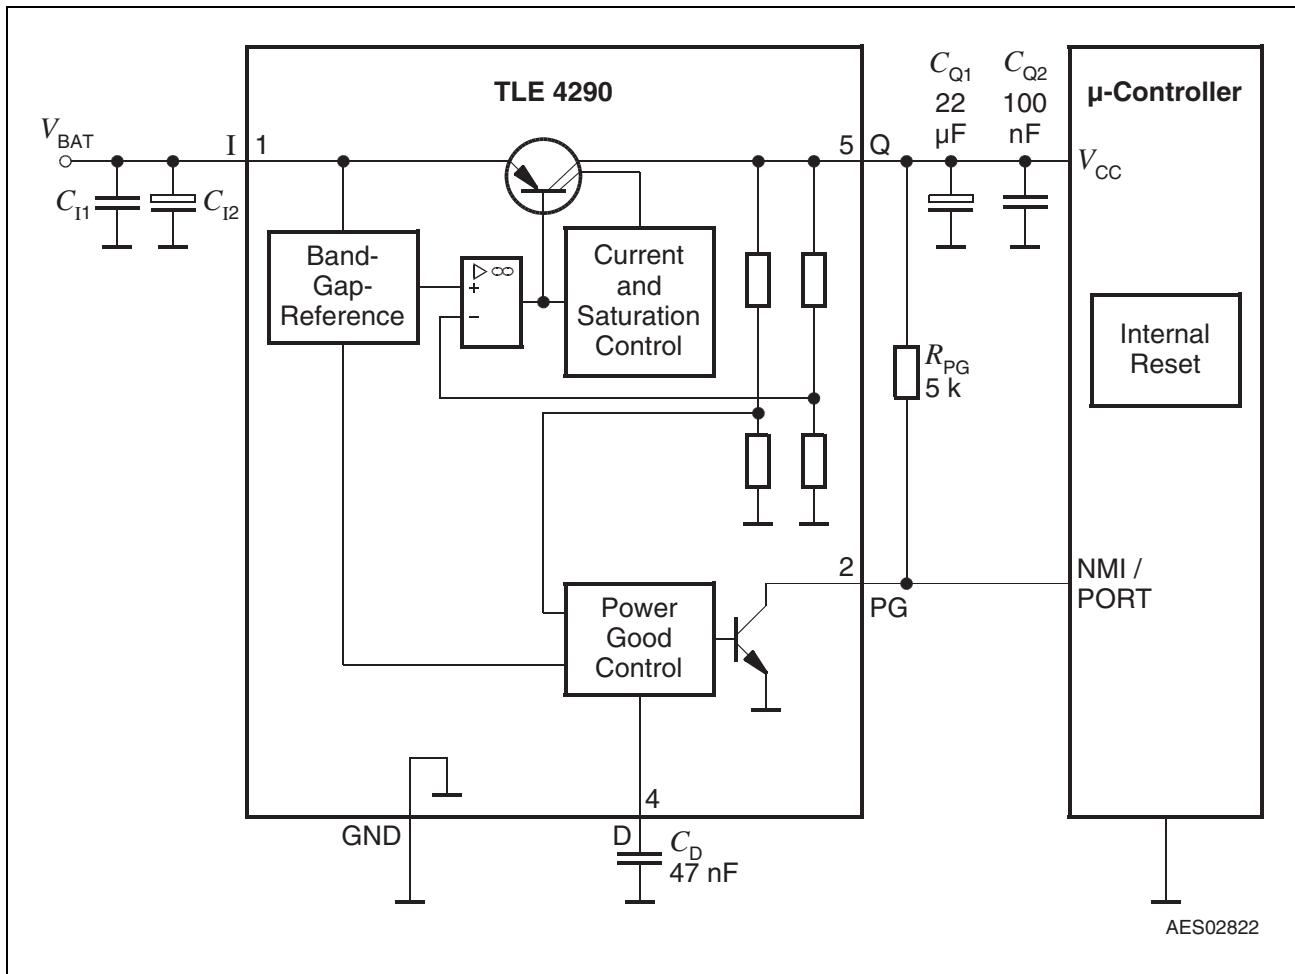 TLE 4290
C_Q1
22
µF
C_Q2
100
nF
µ-Controller
V_BAT
I
1
5
Q
V_CC
C_I1
C_I2
Band-
Gap-
Reference
▷ ∞
+
−
Current
and
Saturation
Control
R_PG
5 k
Internal
Reset
2
PG
NMI /
PORT
Power
Good
Control
4
GND
D
C_D
47 nF
AES02822